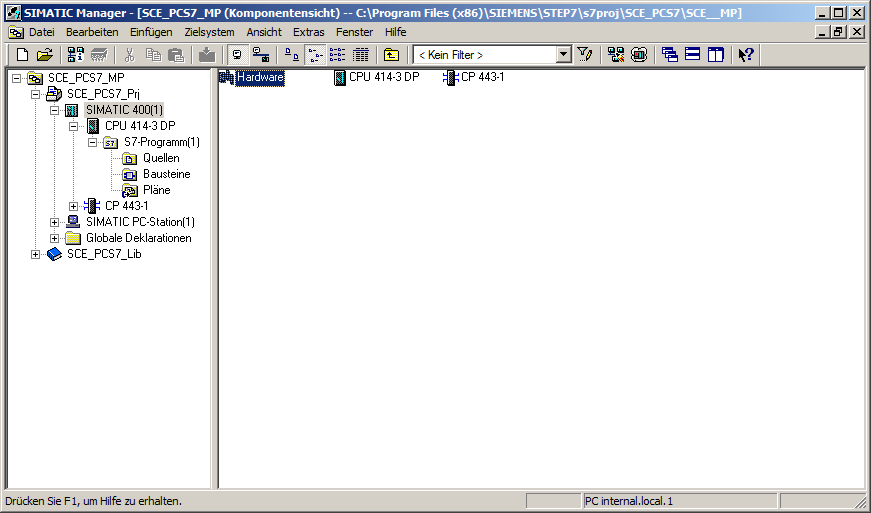 SIMATIC Manager - [SCE_PCS7_MP (Komponentensicht) -- C:\Program Files (x86)\SIEMENS\STEP7\s7proj\SCE_PCS7\SCE__MP]
Datei Bearbeiten Einfügen Zielsystem Ansicht Extras Fenster Hilfe
< Kein Filter >
SCE_PCS7_MP
SCE_PCS7_Prj
SIMATIC 400(1)
CPU 414-3 DP
S7-Programm(1)
Quellen
Bausteine
Pläne
CP 443-1
SIMATIC PC-Station(1)
Globale Deklarationen
SCE_PCS7_Lib
Hardware CPU 414-3 DP CP 443-1
Drücken Sie F1, um Hilfe zu erhalten. PC internal.local.1